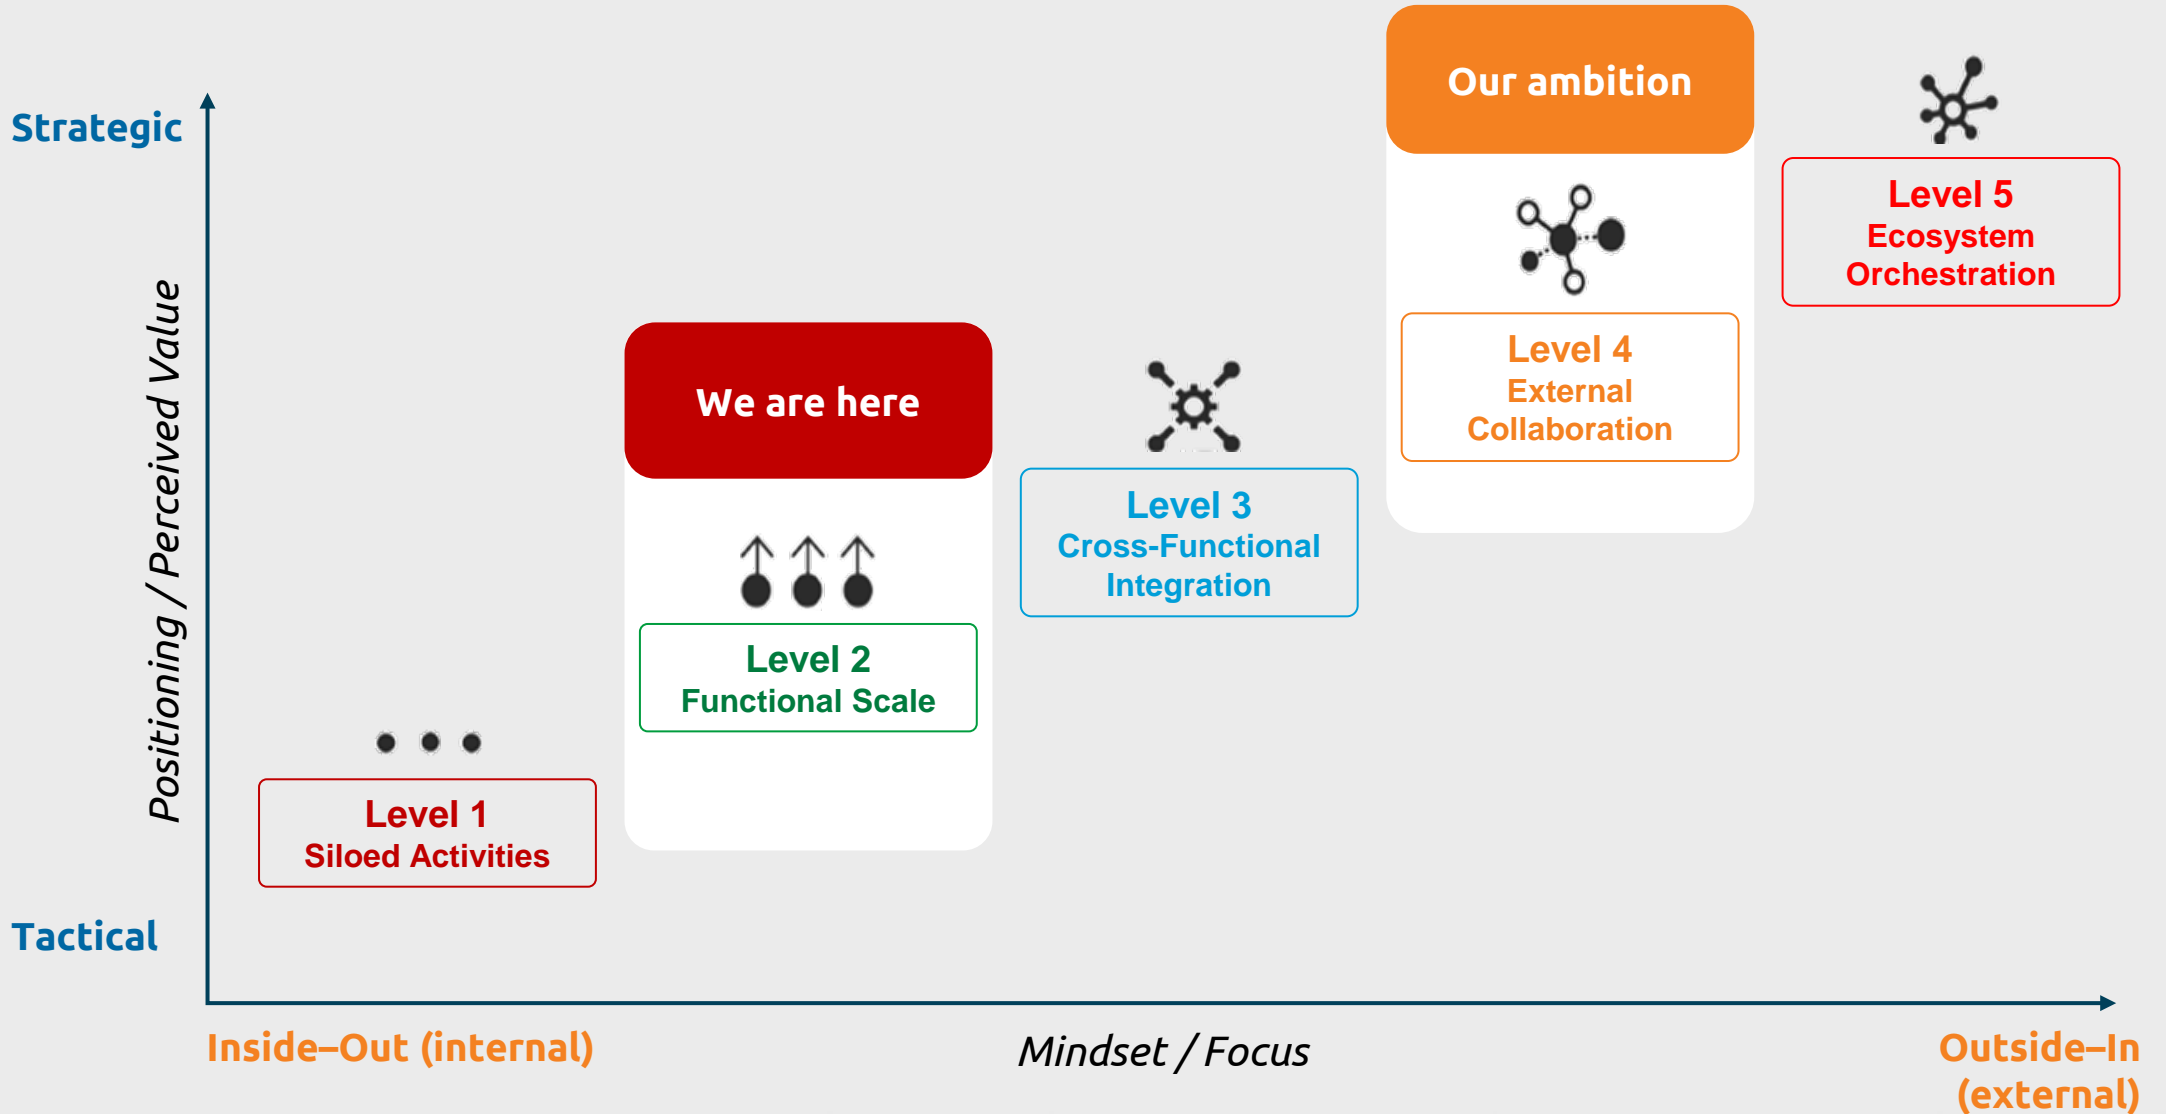 Strategic
Positioning / Perceived Value
Tactical
Level 1
Siloed Activities
We are here
Level 2
Functional Scale
Level 3
Cross-Functional
Integration
Our ambition
Level 4
External
Collaboration
Level 5
Ecosystem
Orchestration
Inside–Out (internal)
Mindset / Focus
Outside–In
(external)